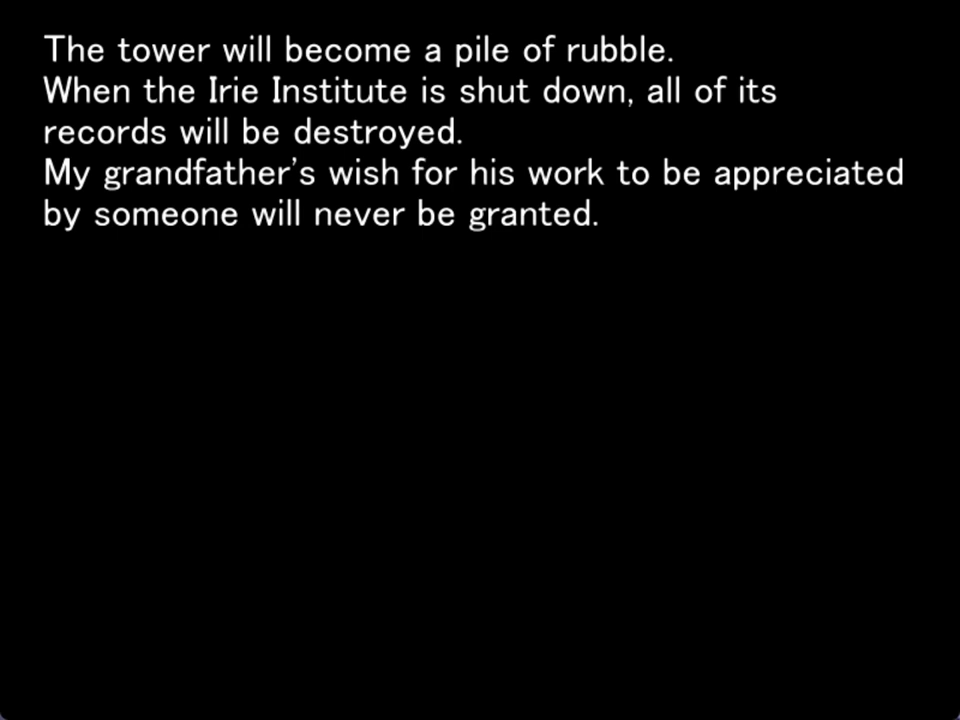 The tower will become a pile of rubble.
When the Irie Institute is shut down, all of its
records will be destroyed.
My grandfather's wish for his work to be appreciated
by someone will never be granted.